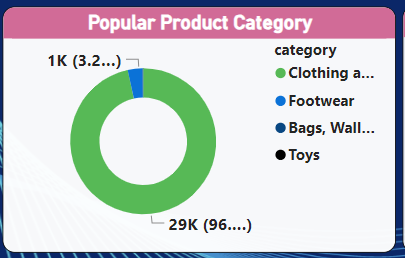 Popular Product Category
1K (3.2...)
29K (96....)
category
Clothing a...
Footwear
Bags, Wall...
Toys